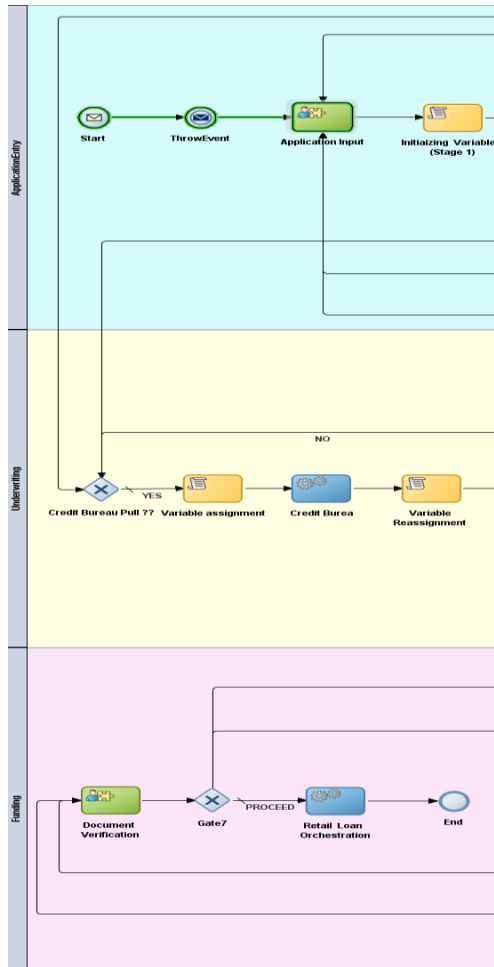 ApplicationEntry
Start
ThrowEvent
Application Input
Initiaizing Variable
(Stage 1)
Underwriting
NO
YES
Credit Bureau Pull ??
Variable assignment
Credit Burea
Variable
Reassignment
Funding
PROCEED
Document
Verification
Gate7
Retail Loan
Orchestration
End